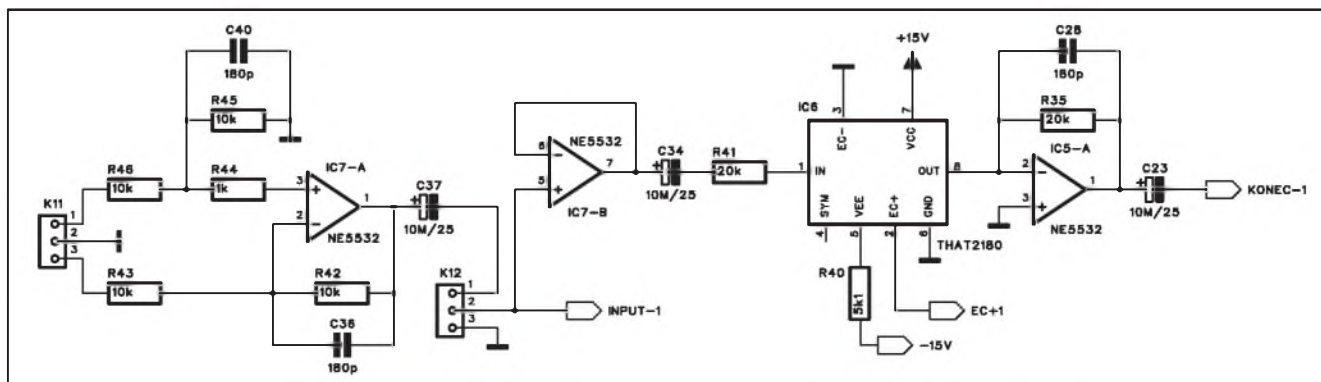 C40
180p
R45
10k
R46
10k
R44
1k
IC7-A
3
2
1
NE5532
C37
10M/25
K11
1
2
3
R43
10k
R42
10k
C36
180p
K12
1
2
3
INPUT-1
NE5532
6
5
7
IC7-B
C34
10M/25
R41
20k
IC6
+15V
3
7
EC-
VCC
1
IN
OUT
8
SYM
VEE
EC+
GND
4
5
2
6
THAT2180
R40
5k1
EC+1
-15V
C28
180p
R35
20k
IC5-A
2
3
1
NE5532
C23
10M/25
KONEC-1